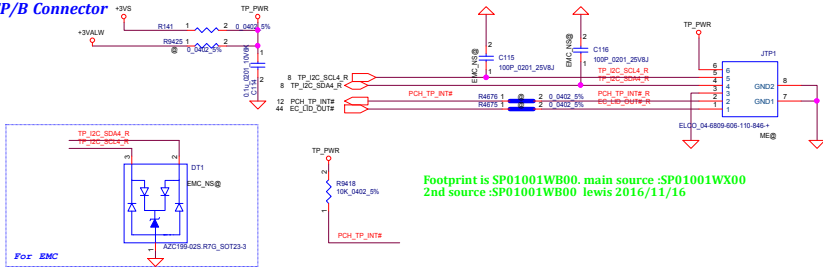 TP/B Connector
+3VS
TP_PWR
R141 1 2 0_0402_5%
+3VALW
R9425 1 2 0_0402_5%
@
0.1u_0201_10V6K
C114
1
2
EMC_NS@
2
1
C115
100P_0201_25V8J
EMC_NS@
2
1
C116
100P_0201_25V8J
TP_PWR
JTP1
8 TP_I2C_SCL4_R
8 TP_I2C_SDA4_R
TP_I2C_SCL4_R
TP_I2C_SDA4_R
12 PCH_TP_INT#
44 EC_LID_OUT#
PCH_TP_INT#
R4676 1 @ 2 0_0402_5%
R4675 1 @ 2 0_0402_5%
PCH_TP_INT#_R
EC_LID_OUT#_R
6
5
4
3
2
1
GND2 8
GND1 7
ELCO_04-6809-606-110-846-+
ME@
TP_I2C_SDA4_R
TP_I2C_SCL4_R
3
2
DT1
EMC_NS@
1
AZC199-02S.R7G_SOT23-3
For EMC
TP_PWR
2
R9418
10K_0402_5%
1
PCH_TP_INT#
Footprint is SP01001WB00. main source :SP01001WX00
2nd source :SP01001WB00 lewis 2016/11/16